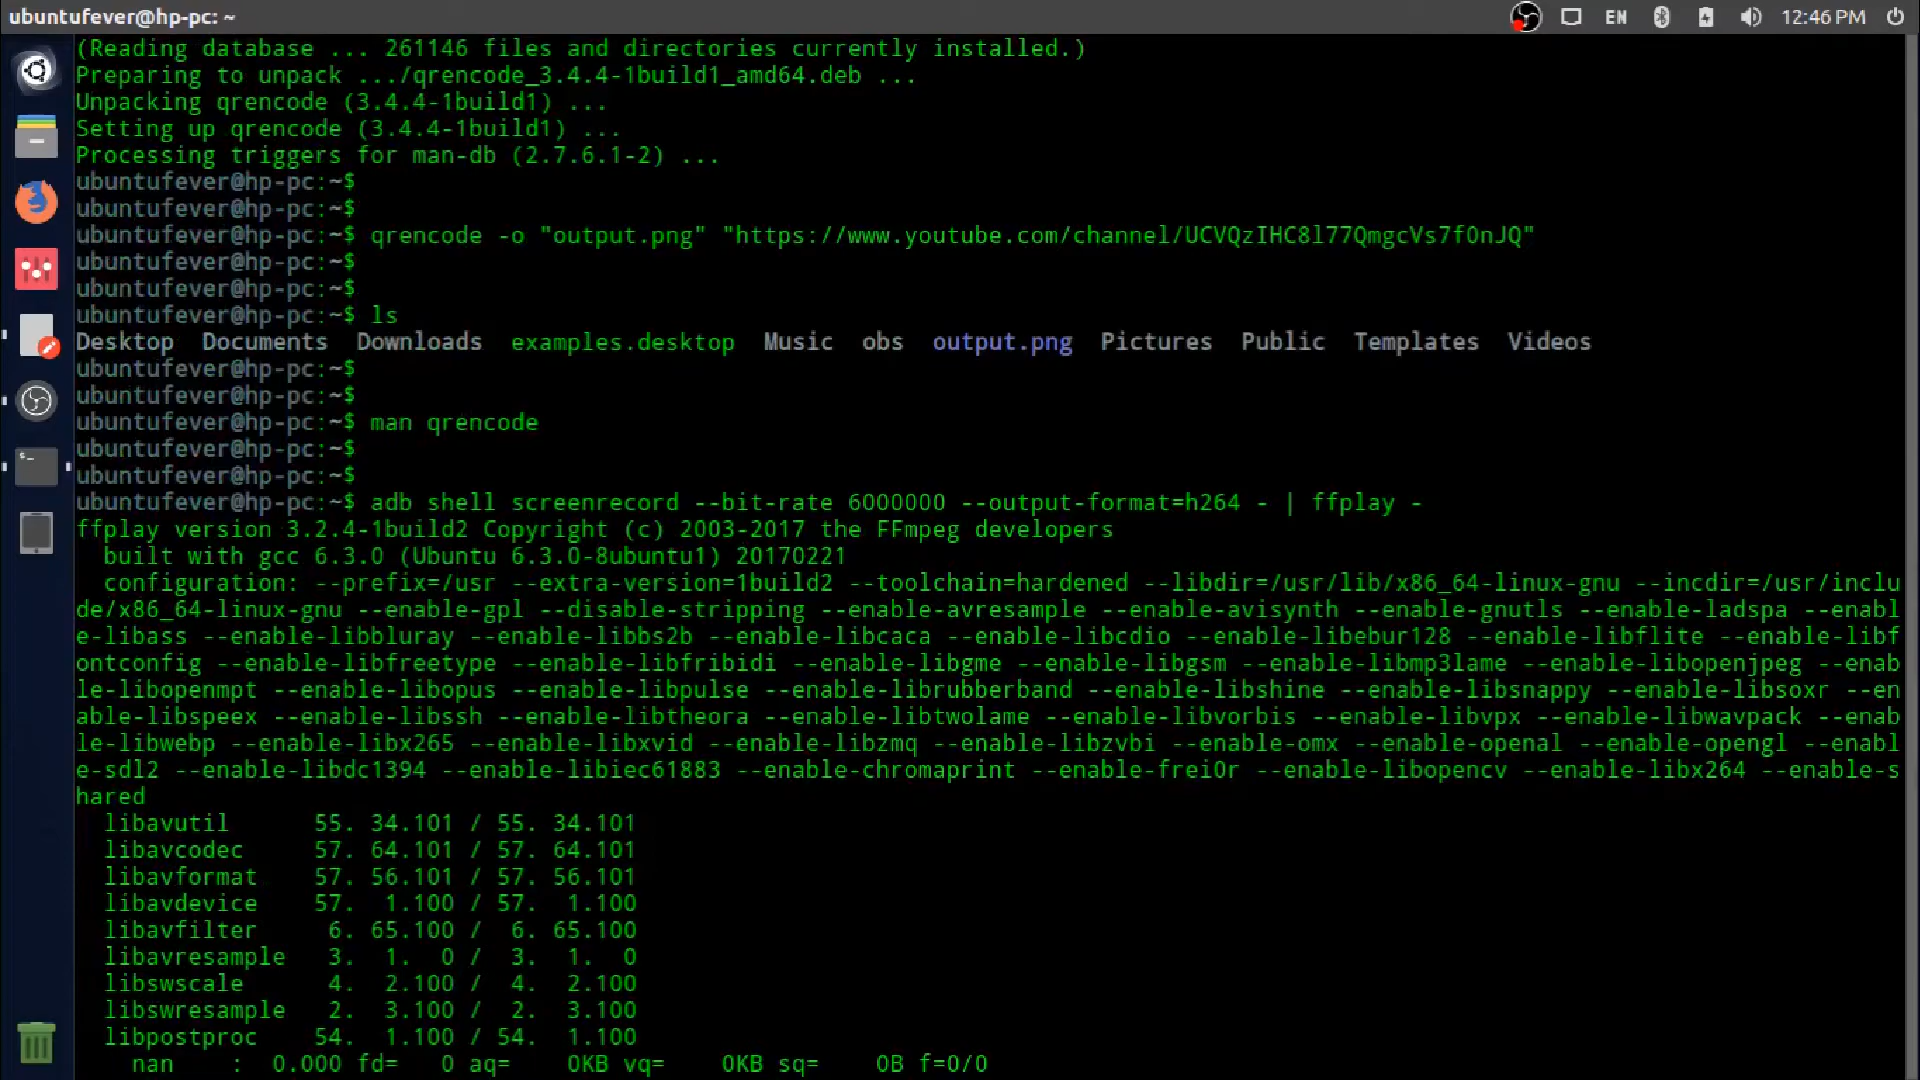 ubuntufever@hp-pc: ~
EN
12:46 PM
(Reading database ... 261146 files and directories currently installed.)
Preparing to unpack .../qrencode_3.4.4-1build1_amd64.deb ...
Unpacking qrencode (3.4.4-1build1) ...
Setting up qrencode (3.4.4-1build1) ...
Processing triggers for man-db (2.7.6.1-2) ...
ubuntufever@hp-pc:~$
ubuntufever@hp-pc:~$
ubuntufever@hp-pc:~$ qrencode -o "output.png" "https://www.youtube.com/channel/UCVQzIHC8l77QmgcVs7f0nJQ"
ubuntufever@hp-pc:~$
ubuntufever@hp-pc:~$
ubuntufever@hp-pc:~$ ls
Desktop Documents Downloads examples.desktop Music obs output.png Pictures Public Templates Videos
ubuntufever@hp-pc:~$
ubuntufever@hp-pc:~$
ubuntufever@hp-pc:~$ man qrencode
ubuntufever@hp-pc:~$
ubuntufever@hp-pc:~$
ubuntufever@hp-pc:~$ adb shell screenrecord --bit-rate 6000000 --output-format=h264 - | ffplay -
ffplay version 3.2.4-1build2 Copyright (c) 2003-2017 the FFmpeg developers
built with gcc 6.3.0 (Ubuntu 6.3.0-8ubuntu1) 20170221
configuration: --prefix=/usr --extra-version=1build2 --toolchain=hardened --libdir=/usr/lib/x86_64-linux-gnu --incdir=/usr/inclu
de/x86_64-linux-gnu --enable-gpl --disable-stripping --enable-avresample --enable-avisynth --enable-gnutls --enable-ladspa --enabl
e-libass --enable-libbluray --enable-libbs2b --enable-libcaca --enable-libcdio --enable-libebur128 --enable-libflite --enable-libf
ontconfig --enable-libfreetype --enable-libfribidi --enable-libgme --enable-libgsm --enable-libmp3lame --enable-libopenjpeg --enab
le-libopenmpt --enable-libopus --enable-libpulse --enable-librubberband --enable-libshine --enable-libsnappy --enable-libsoxr --en
able-libspeex --enable-libssh --enable-libtheora --enable-libtwolame --enable-libvorbis --enable-libvpx --enable-libwavpack --enab
le-libwebp --enable-libx265 --enable-libxvid --enable-libzmq --enable-libzvbi --enable-omx --enable-openal --enable-opengl --enabl
e-sdl2 --enable-libdc1394 --enable-libiec61883 --enable-chromaprint --enable-frei0r --enable-libopencv --enable-libx264 --enable-s
hared
libavutil 55. 34.101 / 55. 34.101
libavcodec 57. 64.101 / 57. 64.101
libavformat 57. 56.101 / 57. 56.101
libavdevice 57. 1.100 / 57. 1.100
libavfilter 6. 65.100 / 6. 65.100
libavresample 3. 1. 0 / 3. 1. 0
libswscale 4. 2.100 / 4. 2.100
libswresample 2. 3.100 / 2. 3.100
libpostproc 54. 1.100 / 54. 1.100
nan : 0.000 fd= 0 aq= 0KB vq= 0KB sq= 0B f=0/0